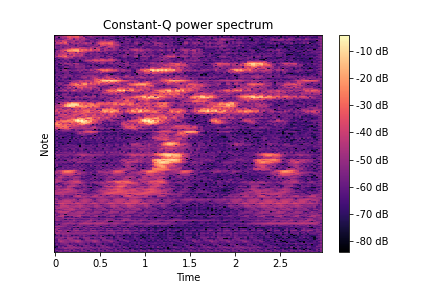 Constant-Q power spectrum
Note
-10 dB
-20 dB
-30 dB
-40 dB
-50 dB
-60 dB
-70 dB
-80 dB
0 0.5 1 1.5 2 2.5
Time